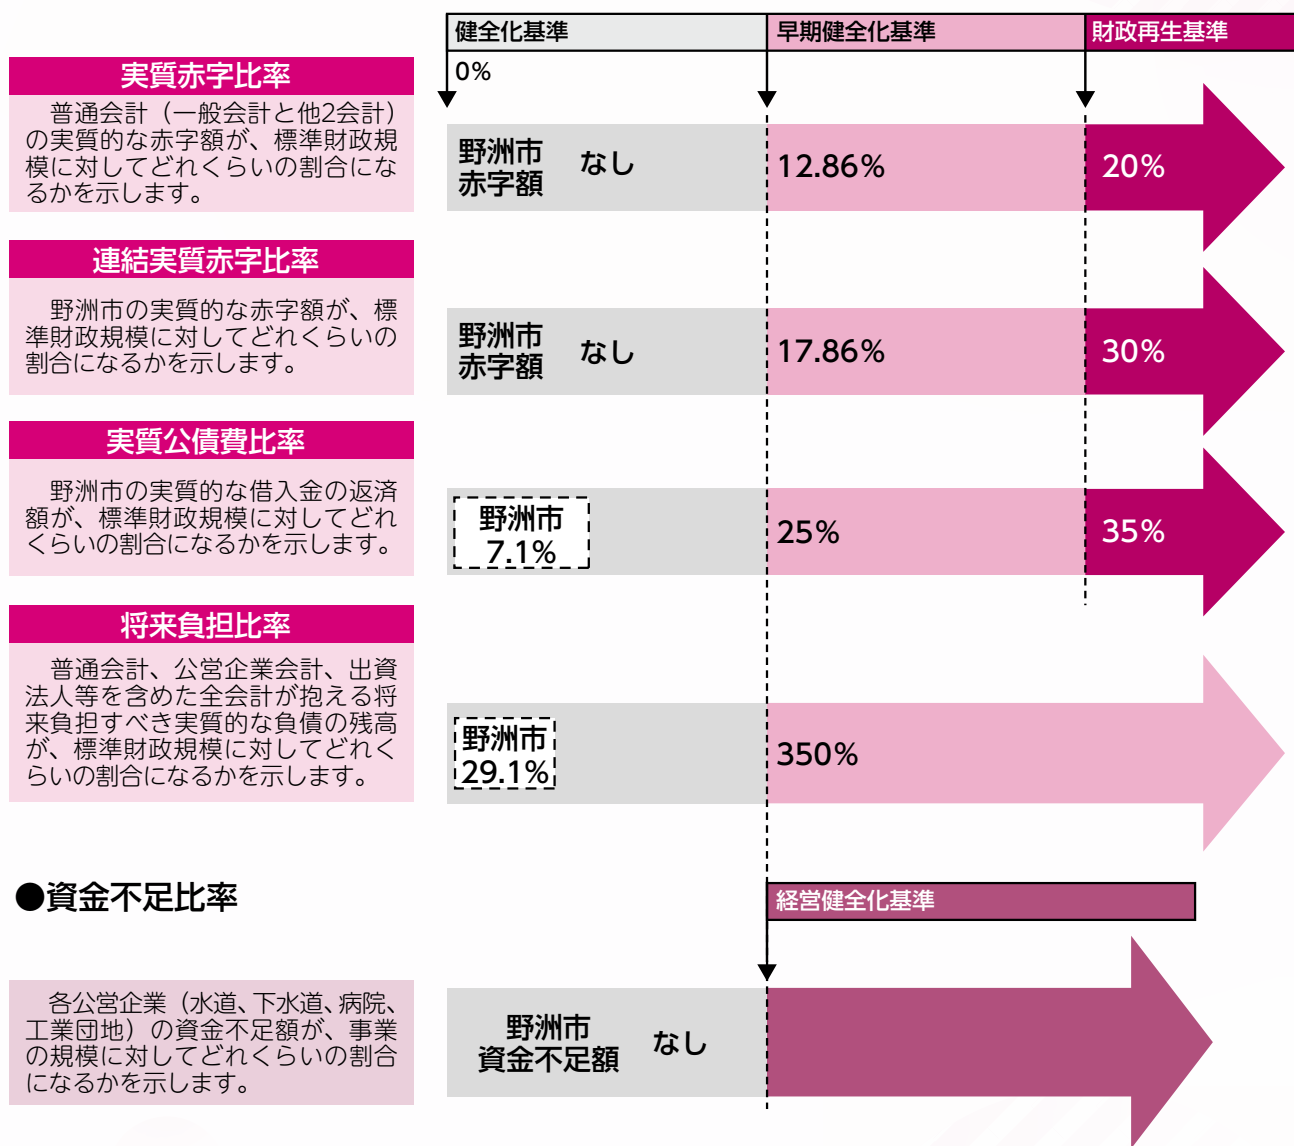 健全化基準
早期健全化基準
財政再生基準
0%
実質赤字比率
普通会計（一般会計と他2会計）
の実質的な赤字額が、標準財政規
模に対してどれくらいの割合にな
るかを示します。
野洲市
赤字額
なし
12.86%
20%
連結実質赤字比率
野洲市の実質的な赤字額が、標
準財政規模に対してどれくらいの
割合になるかを示します。
野洲市
赤字額
なし
17.86%
30%
実質公債費比率
野洲市の実質的な借入金の返済
額が、標準財政規模に対してどれ
くらいの割合になるかを示します。
野洲市
7.1%
25%
35%
将来負担比率
普通会計、公営企業会計、出資
法人等を含めた全会計が抱える将
来負担すべき実質的な負債の残高
が、標準財政規模に対してどれく
らいの割合になるかを示します。
野洲市
29.1%
350%
●資金不足比率
経営健全化基準
各公営企業（水道、下水道、病院、
工業団地）の資金不足額が、事業
の規模に対してどれくらいの割合
になるかを示します。
野洲市
資金不足額
なし